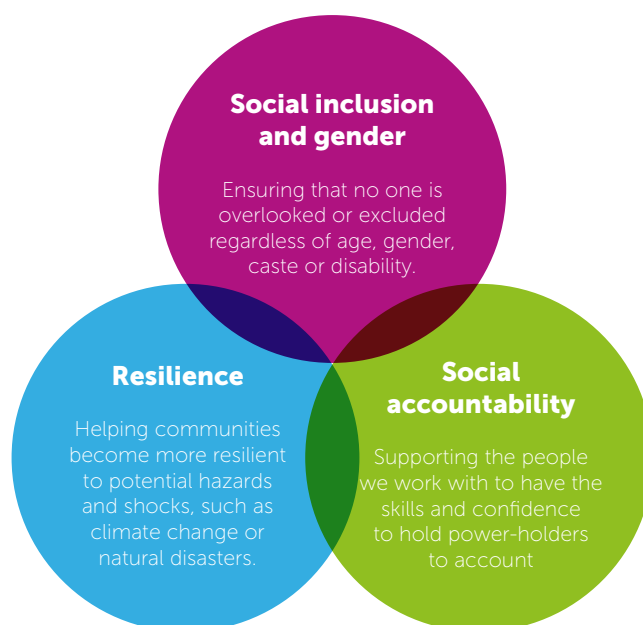 Social inclusion
and gender
Ensuring that no one is
overlooked or excluded
regardless of age, gender,
caste or disability.
Resilience
Helping communities
become more resilient
to potential hazards
and shocks, such as
climate change or
natural disasters.
Social
accountability
Supporting the people
we work with to have the
skills and confidence
to hold power-holders
to account